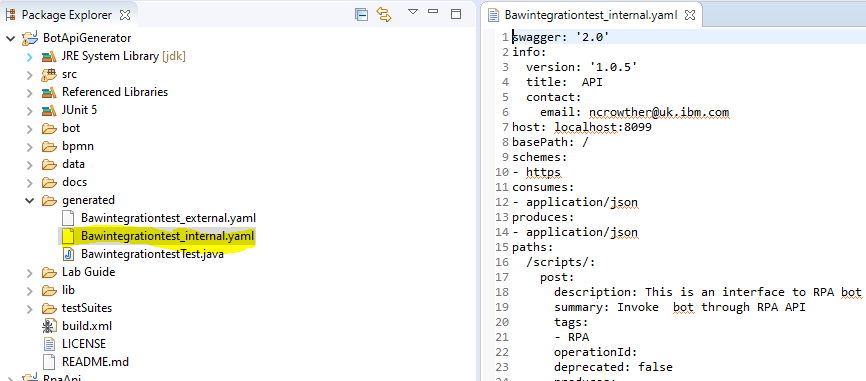 Package Explorer
BotApiGenerator
JRE System Library [jdk]
src
Referenced Libraries
JUnit 5
bot
bpmn
data
docs
generated
Bawintegrationtest_external.yaml
Bawintegrationtest_internal.yaml
BawintegrationtestTest.java
Lab Guide
lib
testSuites
build.xml
LICENSE
README.md
RpaApi
Bawintegrationtest_internal.yaml
1 swagger: '2.0'
2 info:
3 version: '1.0.5'
4 title: API
5 contact:
6 email: ncrowther@uk.ibm.com
7 host: localhost:8099
8 basePath: /
9 schemes:
10 - https
11 consumes:
12 - application/json
13 produces:
14 - application/json
15 paths:
16 /scripts/:
17 post:
18 description: This is an interface to RPA bot
19 summary: Invoke bot through RPA API
20 tags:
21 - RPA
22 operationId:
23 deprecated: false
24 produces: